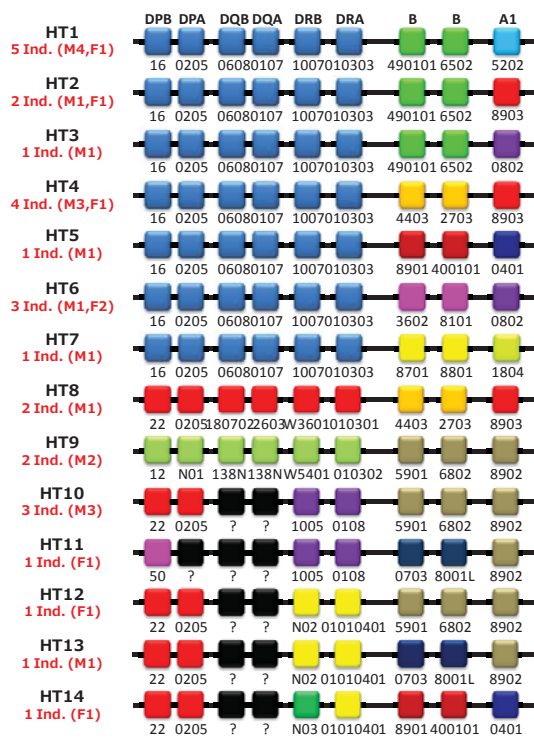 DPB DPA DQB DQA DRB DRA B B A1
HT1
5 Ind. (M4,F1)
16 0205 0608 0107 1007 010303 490101 6502 5202
HT2
2 Ind. (M1,F1)
16 0205 0608 0107 1007 010303 490101 6502 8903
HT3
1 Ind. (M1)
16 0205 0608 0107 1007 010303 490101 6502 0802
HT4
4 Ind. (M3,F1)
16 0205 0608 0107 1007 010303 4403 2703 8903
HT5
1 Ind. (M1)
16 0205 0608 0107 1007 010303 8901 400101 0401
HT6
3 Ind. (M1,F2)
16 0205 0608 0107 1007 010303 3602 8101 0802
HT7
1 Ind. (M1)
16 0205 0608 0107 1007 010303 8701 8801 1804
HT8
2 Ind. (M1)
22 0205 180702 2603 W3601 010301 4403 2703 8903
HT9
2 Ind. (M2)
12 N01 138N 138N W5401 010302 5901 6802 8902
HT10
3 Ind. (M3)
22 0205 ? ? 1005 0108 5901 6802 8902
HT11
1 Ind. (F1)
50 ? ? ? 1005 0108 0703 8001L 8902
HT12
1 Ind. (F1)
22 0205 ? ? N02 01010401 5901 6802 8902
HT13
1 Ind. (M1)
22 0205 ? ? N02 01010401 0703 8001L 8902
HT14
1 Ind. (F1)
22 0205 ? ? N03 01010401 8901 400101 0401